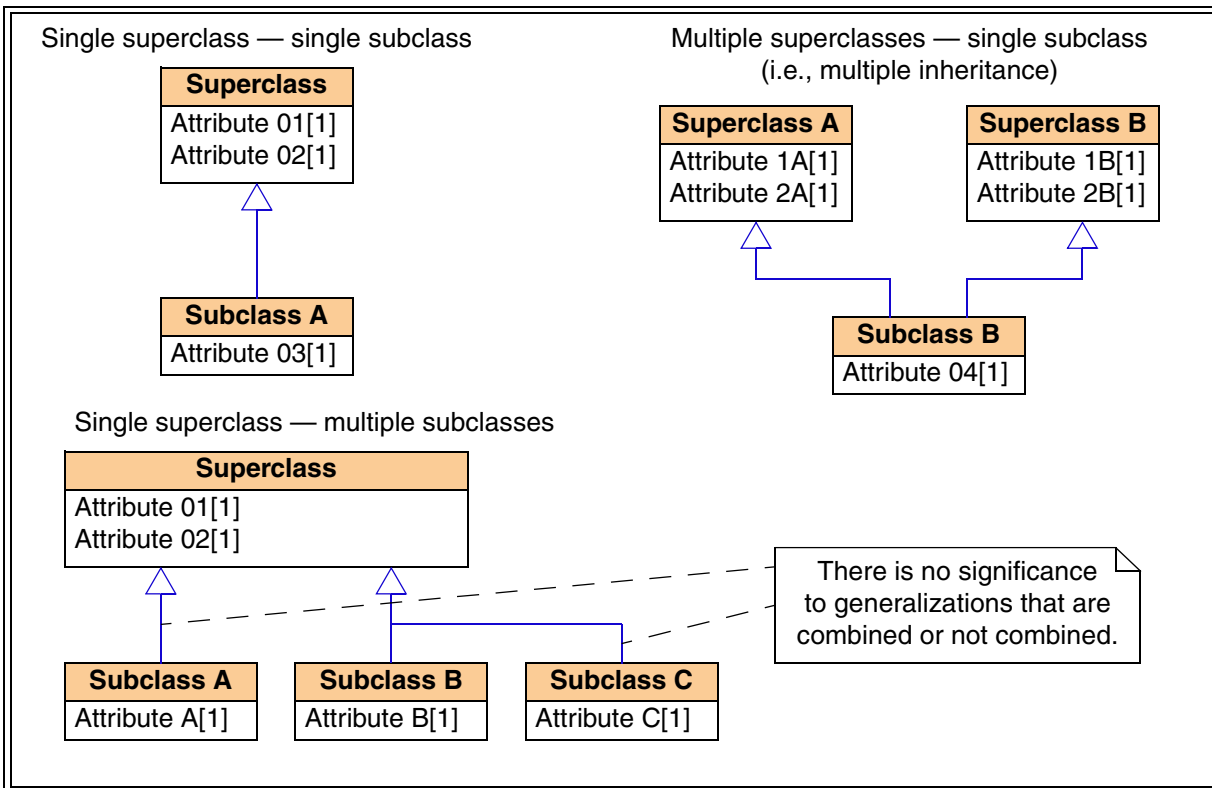 Single superclass — single subclass
Superclass
Attribute 01[1]
Attribute 02[1]
Subclass A
Attribute 03[1]
Multiple superclasses — single subclass
(i.e., multiple inheritance)
Superclass A
Attribute 1A[1]
Attribute 2A[1]
Superclass B
Attribute 1B[1]
Attribute 2B[1]
Subclass B
Attribute 04[1]
Single superclass — multiple subclasses
Superclass
Attribute 01[1]
Attribute 02[1]
There is no significance
to generalizations that are
combined or not combined.
Subclass A
Attribute A[1]
Subclass B
Attribute B[1]
Subclass C
Attribute C[1]